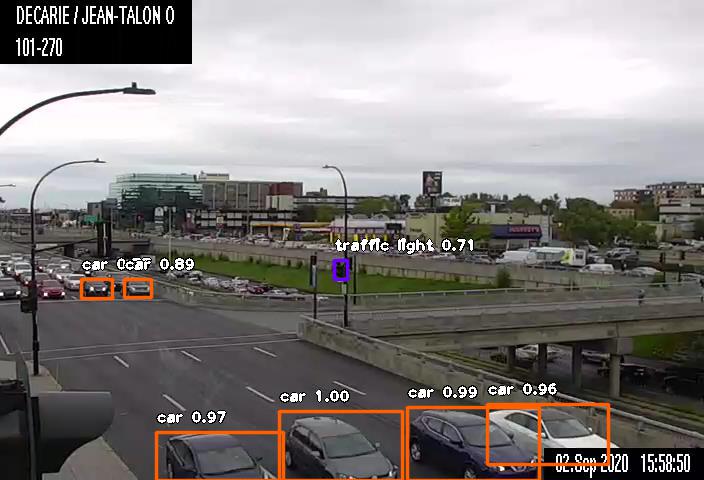 DECARIE / JEAN-TALON O
101-270
traffic light 0.71
car 0.89
car 0.97
car 1.00
car 0.99
car 0.96
02-Sep-2020 15:58:50